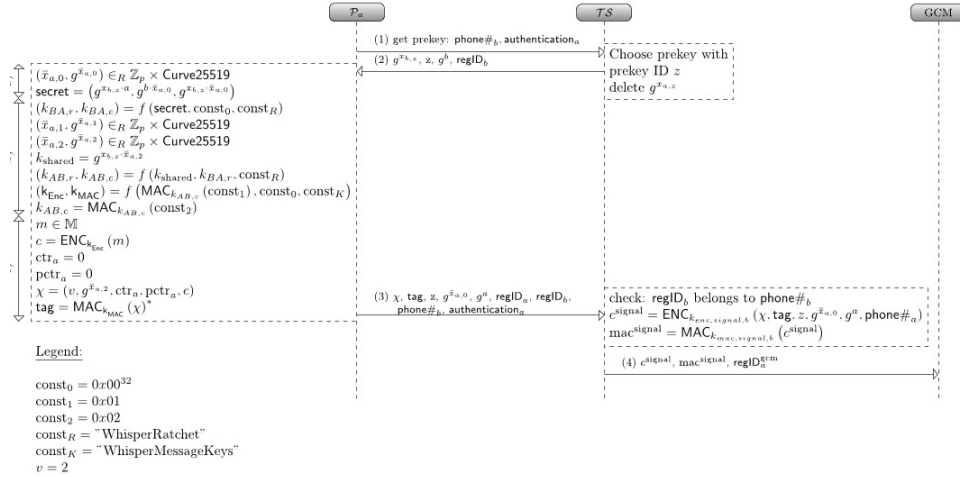 𝒫ₐ
𝒯𝒮
GCM
(1) get prekey: phone#_b, authentication_a
(2) g^{x_{b,z}}, z, g^b, regID_b
Choose prekey with
prekey ID z
delete g^{x_{a,z}}
(x̄_{a,0}, g^{x̄_{a,0}}) ∈_R ℤ_p × Curve25519
secret = (g^{x_{b,z}·a}, g^{b·x̄_{a,0}}, g^{x_{b,z}·x̄_{a,0}})
(k_{BA,r}, k_{BA,c}) = f (secret, const_0, const_R)
(x̄_{a,1}, g^{x̄_{a,1}}) ∈_R ℤ_p × Curve25519
(x̄_{a,2}, g^{x̄_{a,2}}) ∈_R ℤ_p × Curve25519
k_shared = g^{x_{b,z}·x̄_{a,2}}
(k_{AB,r}, k_{AB,c}) = f (k_shared, k_{BA,r}, const_R)
(k_Enc, k_MAC) = f (MAC_{k_{AB,c}} (const_1), const_0, const_K)
k_{AB,c} = MAC_{k_{AB,c}} (const_2)
m ∈ 𝕄
c = ENC_{k_Enc} (m)
ctr_a = 0
pctr_a = 0
χ = (v, g^{x̄_{a,2}}, ctr_a, pctr_a, c)
tag = MAC_{k_MAC} (χ)*
(3) χ, tag, z, g^{x̄_{a,0}}, g^a, regID_a, regID_b,
phone#_b, authentication_a
check: regID_b belongs to phone#_b
c^signal = ENC_{k_{enc,signal,b}} (χ, tag, z, g^{x̄_{a,0}}, g^a, phone#_a)
mac^signal = MAC_{k_{mac,signal,b}} (c^signal)
(4) c^signal, mac^signal, regID_a^gcm
Legend:
const_0 = 0x00^{32}
const_1 = 0x01
const_2 = 0x02
const_R = ¨WhisperRatchet¨
const_K = ¨WhisperMessageKeys¨
v = 2